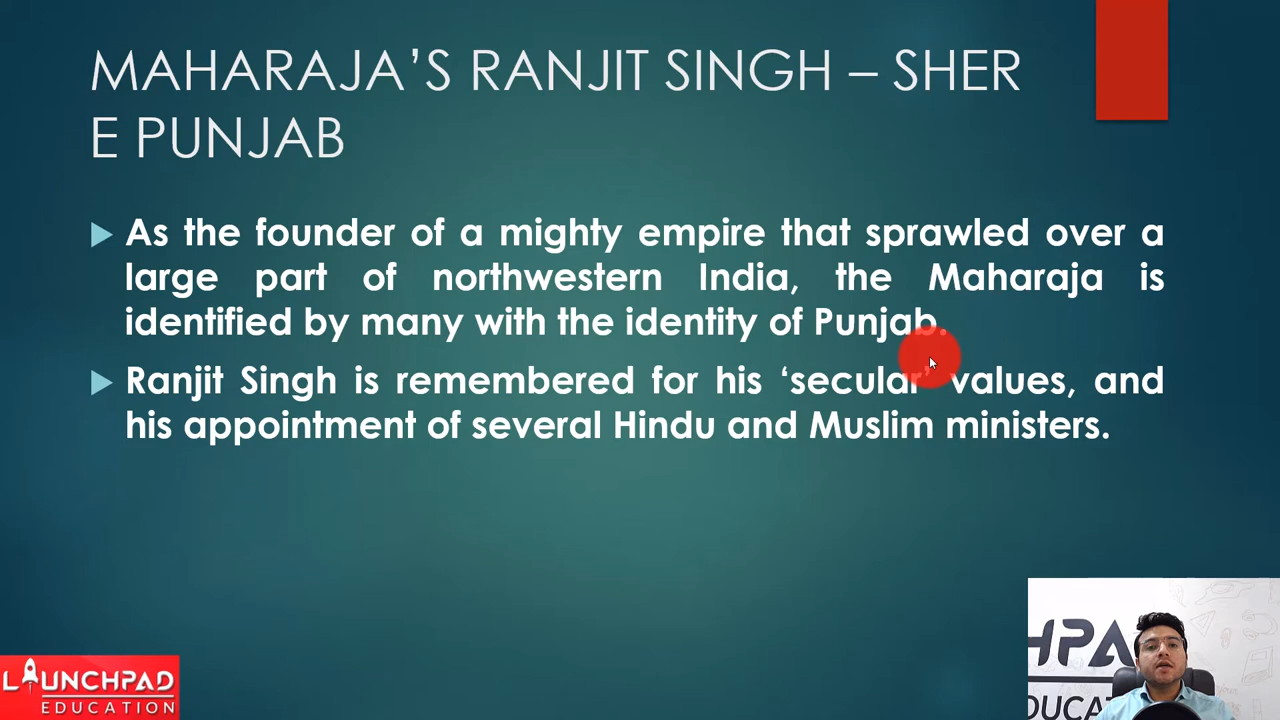 MAHARAJA’S RANJIT SINGH – SHER
E PUNJAB
As the founder of a mighty empire that sprawled over a
large part of northwestern India, the Maharaja is
identified by many with the identity of Punjab.
Ranjit Singh is remembered for his ‘secular’ values, and
his appointment of several Hindu and Muslim ministers.
LAUNCHPAD
EDUCATION
HPA
DUCAT